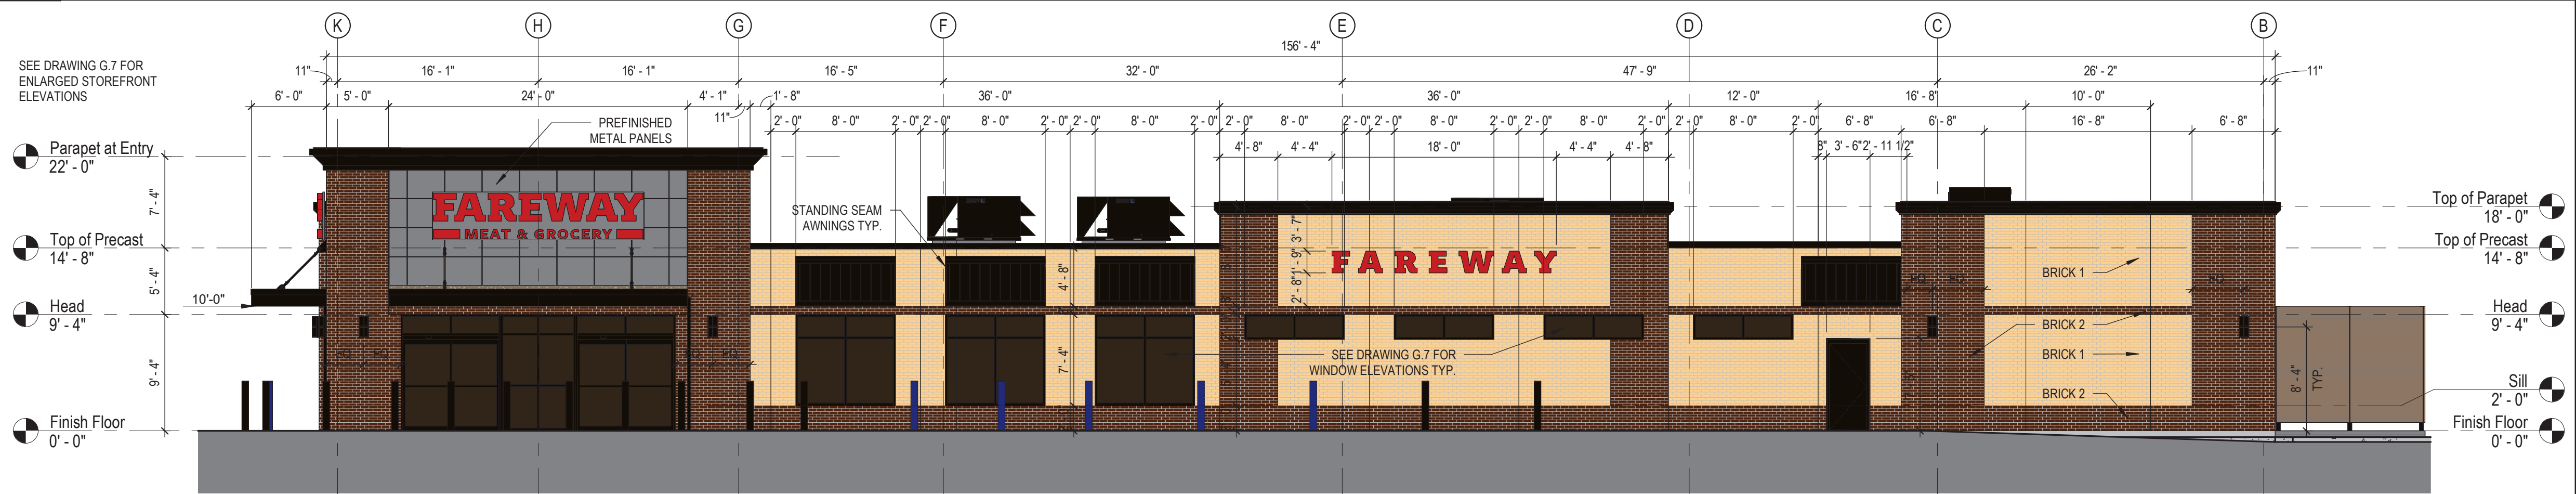 K H G F E D C B
156' - 4"
SEE DRAWING G.7 FOR
ENLARGED STOREFRONT
ELEVATIONS
11" 16' - 1" 16' - 1" 16' - 5" 32' - 0" 47' - 9" 26' - 2" 11"
6' - 0" 5' - 0" 24' - 0" 4' - 1" 11" 1' - 8" 36' - 0" 36' - 0" 12' - 0" 16' - 8" 10' - 0"
2' - 0" 8' - 0" 2' - 0" 2' - 0" 8' - 0" 2' - 0" 2' - 0" 8' - 0" 2' - 0" 2' - 0" 8' - 0" 2' - 0" 2' - 0" 8' - 0" 2' - 0" 2' - 0" 8' - 0" 2' - 0" 2' - 0" 8' - 0" 2' - 0" 6' - 8" 6' - 8" 16' - 8" 6' - 8"
4' - 8" 4' - 4" 18' - 0" 4' - 4" 4' - 8" 8" 3' - 6" 2' - 11 1/2"
PREFINISHED
METAL PANELS
Parapet at Entry
22' - 0"
7' - 4"
Top of Precast
14' - 8"
5' - 4"
Head
9' - 4"
9' - 4"
Finish Floor
0' - 0"
10'-0"
FAREWAY
MEAT & GROCERY
STANDING SEAM
AWNINGS TYP.
4' - 8"
7' - 4"
3' - 7"
1' - 9"
2' - 8"
FAREWAY
SEE DRAWING G.7 FOR
WINDOW ELEVATIONS TYP.
BRICK 1
BRICK 2
BRICK 1
BRICK 2
8' - 4"
TYP.
Top of Parapet
18' - 0"
Top of Precast
14' - 8"
Head
9' - 4"
Sill
2' - 0"
Finish Floor
0' - 0"